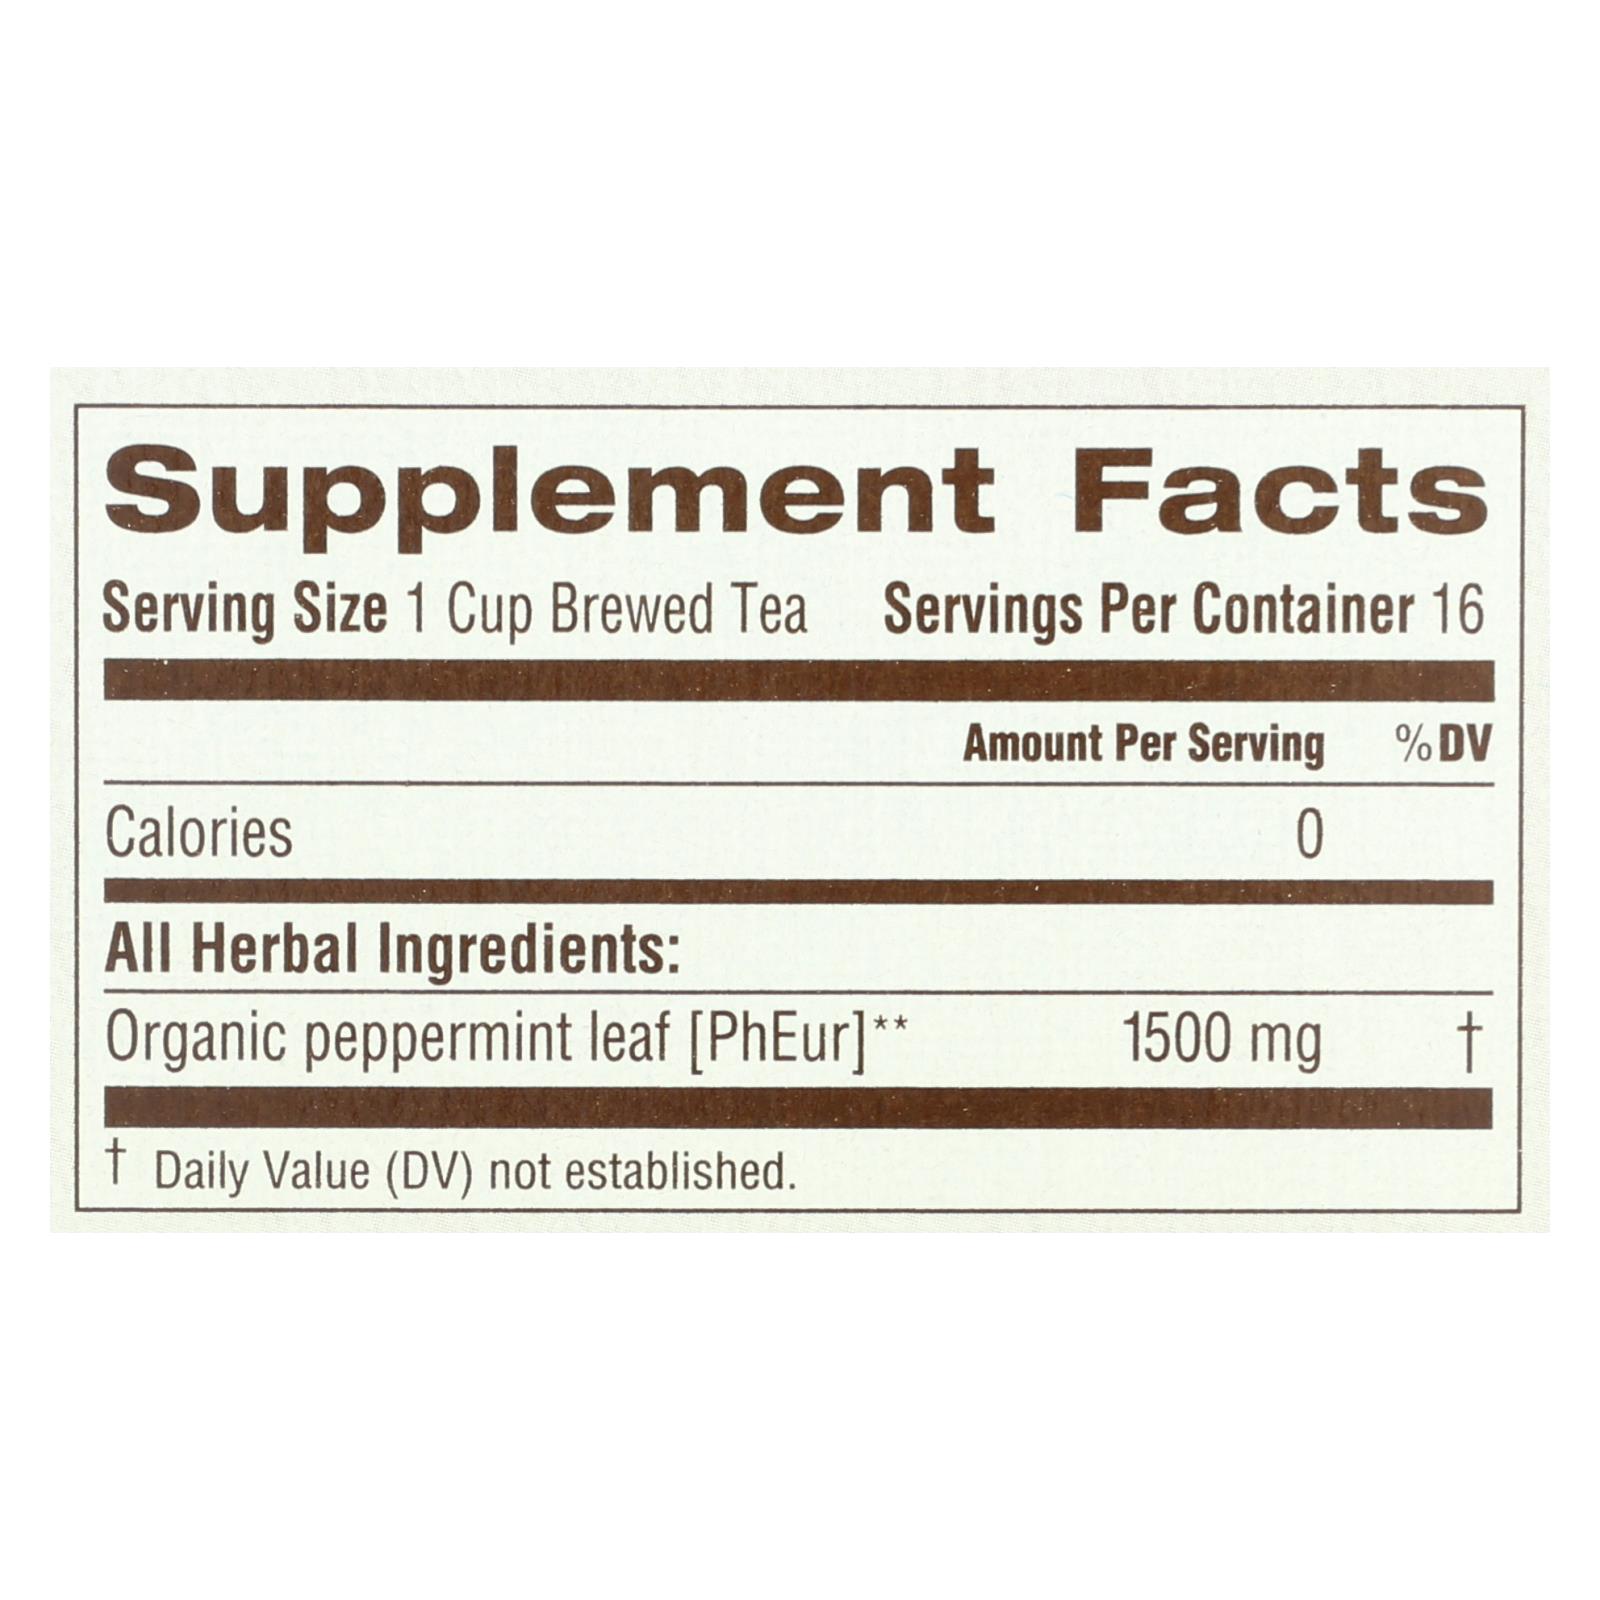 Supplement Facts
Serving Size 1 Cup Brewed Tea Servings Per Container 16
Amount Per Serving %DV
Calories 0
All Herbal Ingredients:
Organic peppermint leaf [PhEur]** 1500 mg †
† Daily Value (DV) not established.